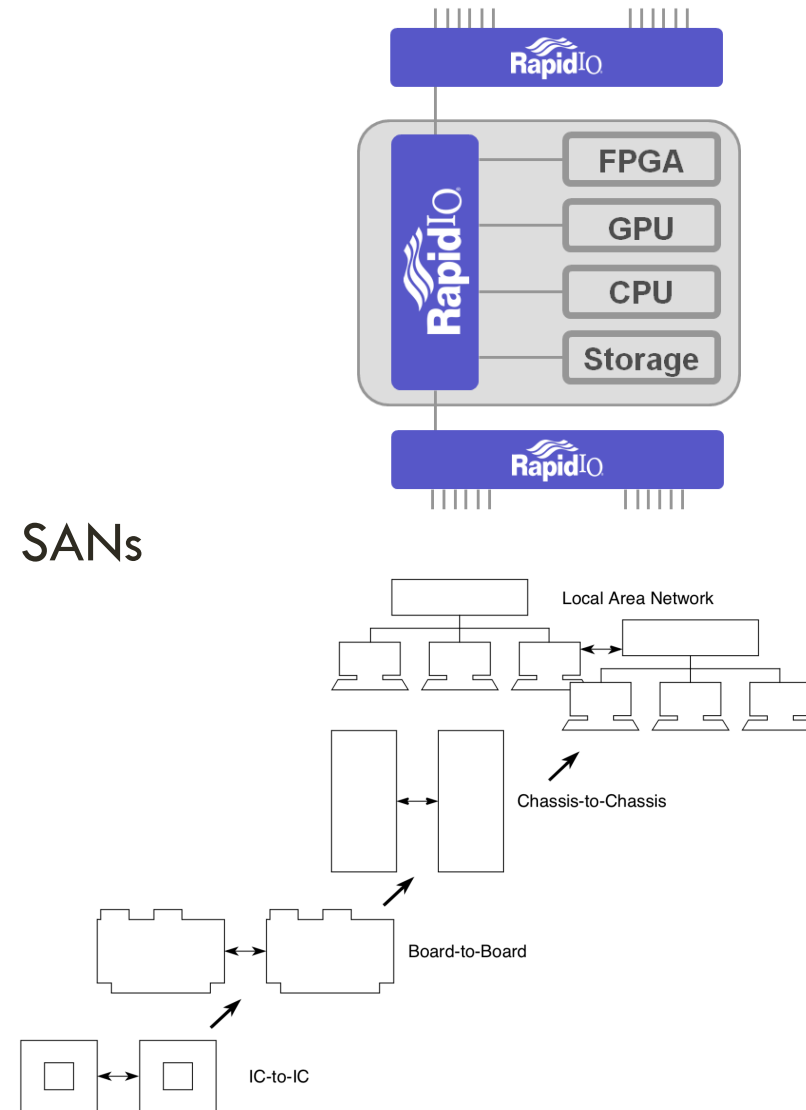 RapidIO
FPGA
GPU
CPU
Storage
RapidIO
RapidIO
SANs
Local Area Network
Chassis-to-Chassis
Board-to-Board
IC-to-IC